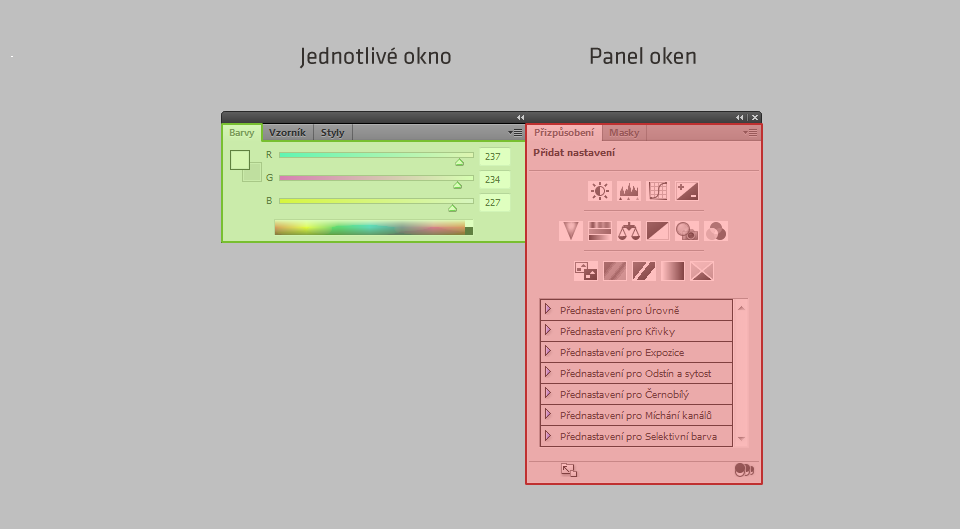 Jednotlivé okno
Panel oken
Barvy
Vzorník
Styly
R
237
G
234
B
227
Přizpůsobení
Masky
Přidat nastavení
Přednastavení pro Úrovně
Přednastavení pro Křivky
Přednastavení pro Expozice
Přednastavení pro Odstín a sytost
Přednastavení pro Černobílý
Přednastavení pro Míchání kanálů
Přednastavení pro Selektivní barva